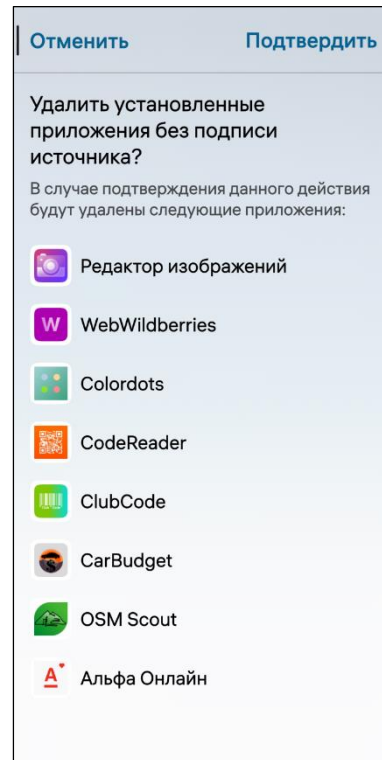 Отменить Подтвердить
Удалить установленные
приложения без подписи
источника?
В случае подтверждения данного действия
будут удалены следующие приложения:
Редактор изображений
W WebWildberries
Colordots
CodeReader
ClubCode
CarBudget
OSM Scout
А Альфа Онлайн